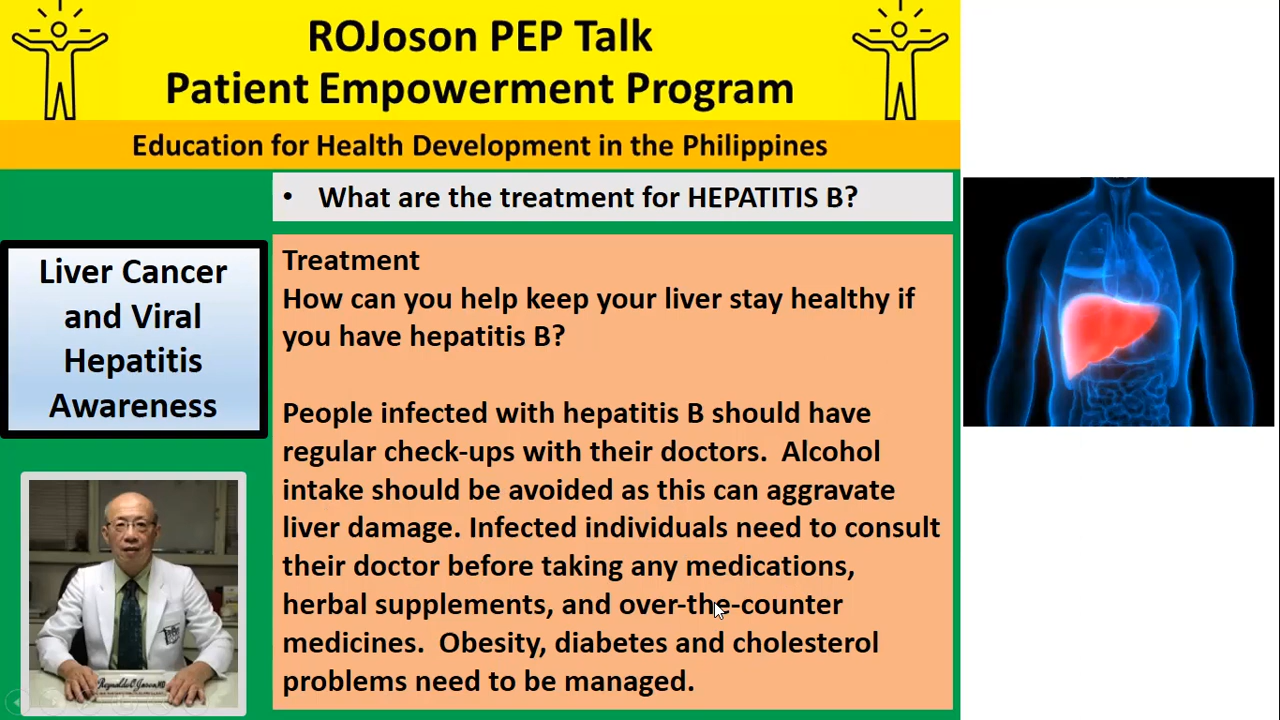 ROJoson PEP Talk
Patient Empowerment Program
Education for Health Development in the Philippines
• What are the treatment for HEPATITIS B?
Liver Cancer
and Viral
Hepatitis
Awareness
Treatment
How can you help keep your liver stay healthy if
you have hepatitis B?
People infected with hepatitis B should have
regular check-ups with their doctors.  Alcohol
intake should be avoided as this can aggravate
liver damage. Infected individuals need to consult
their doctor before taking any medications,
herbal supplements, and over-the-counter
medicines.  Obesity, diabetes and cholesterol
problems need to be managed.
Reynaldo O. Joson, MD